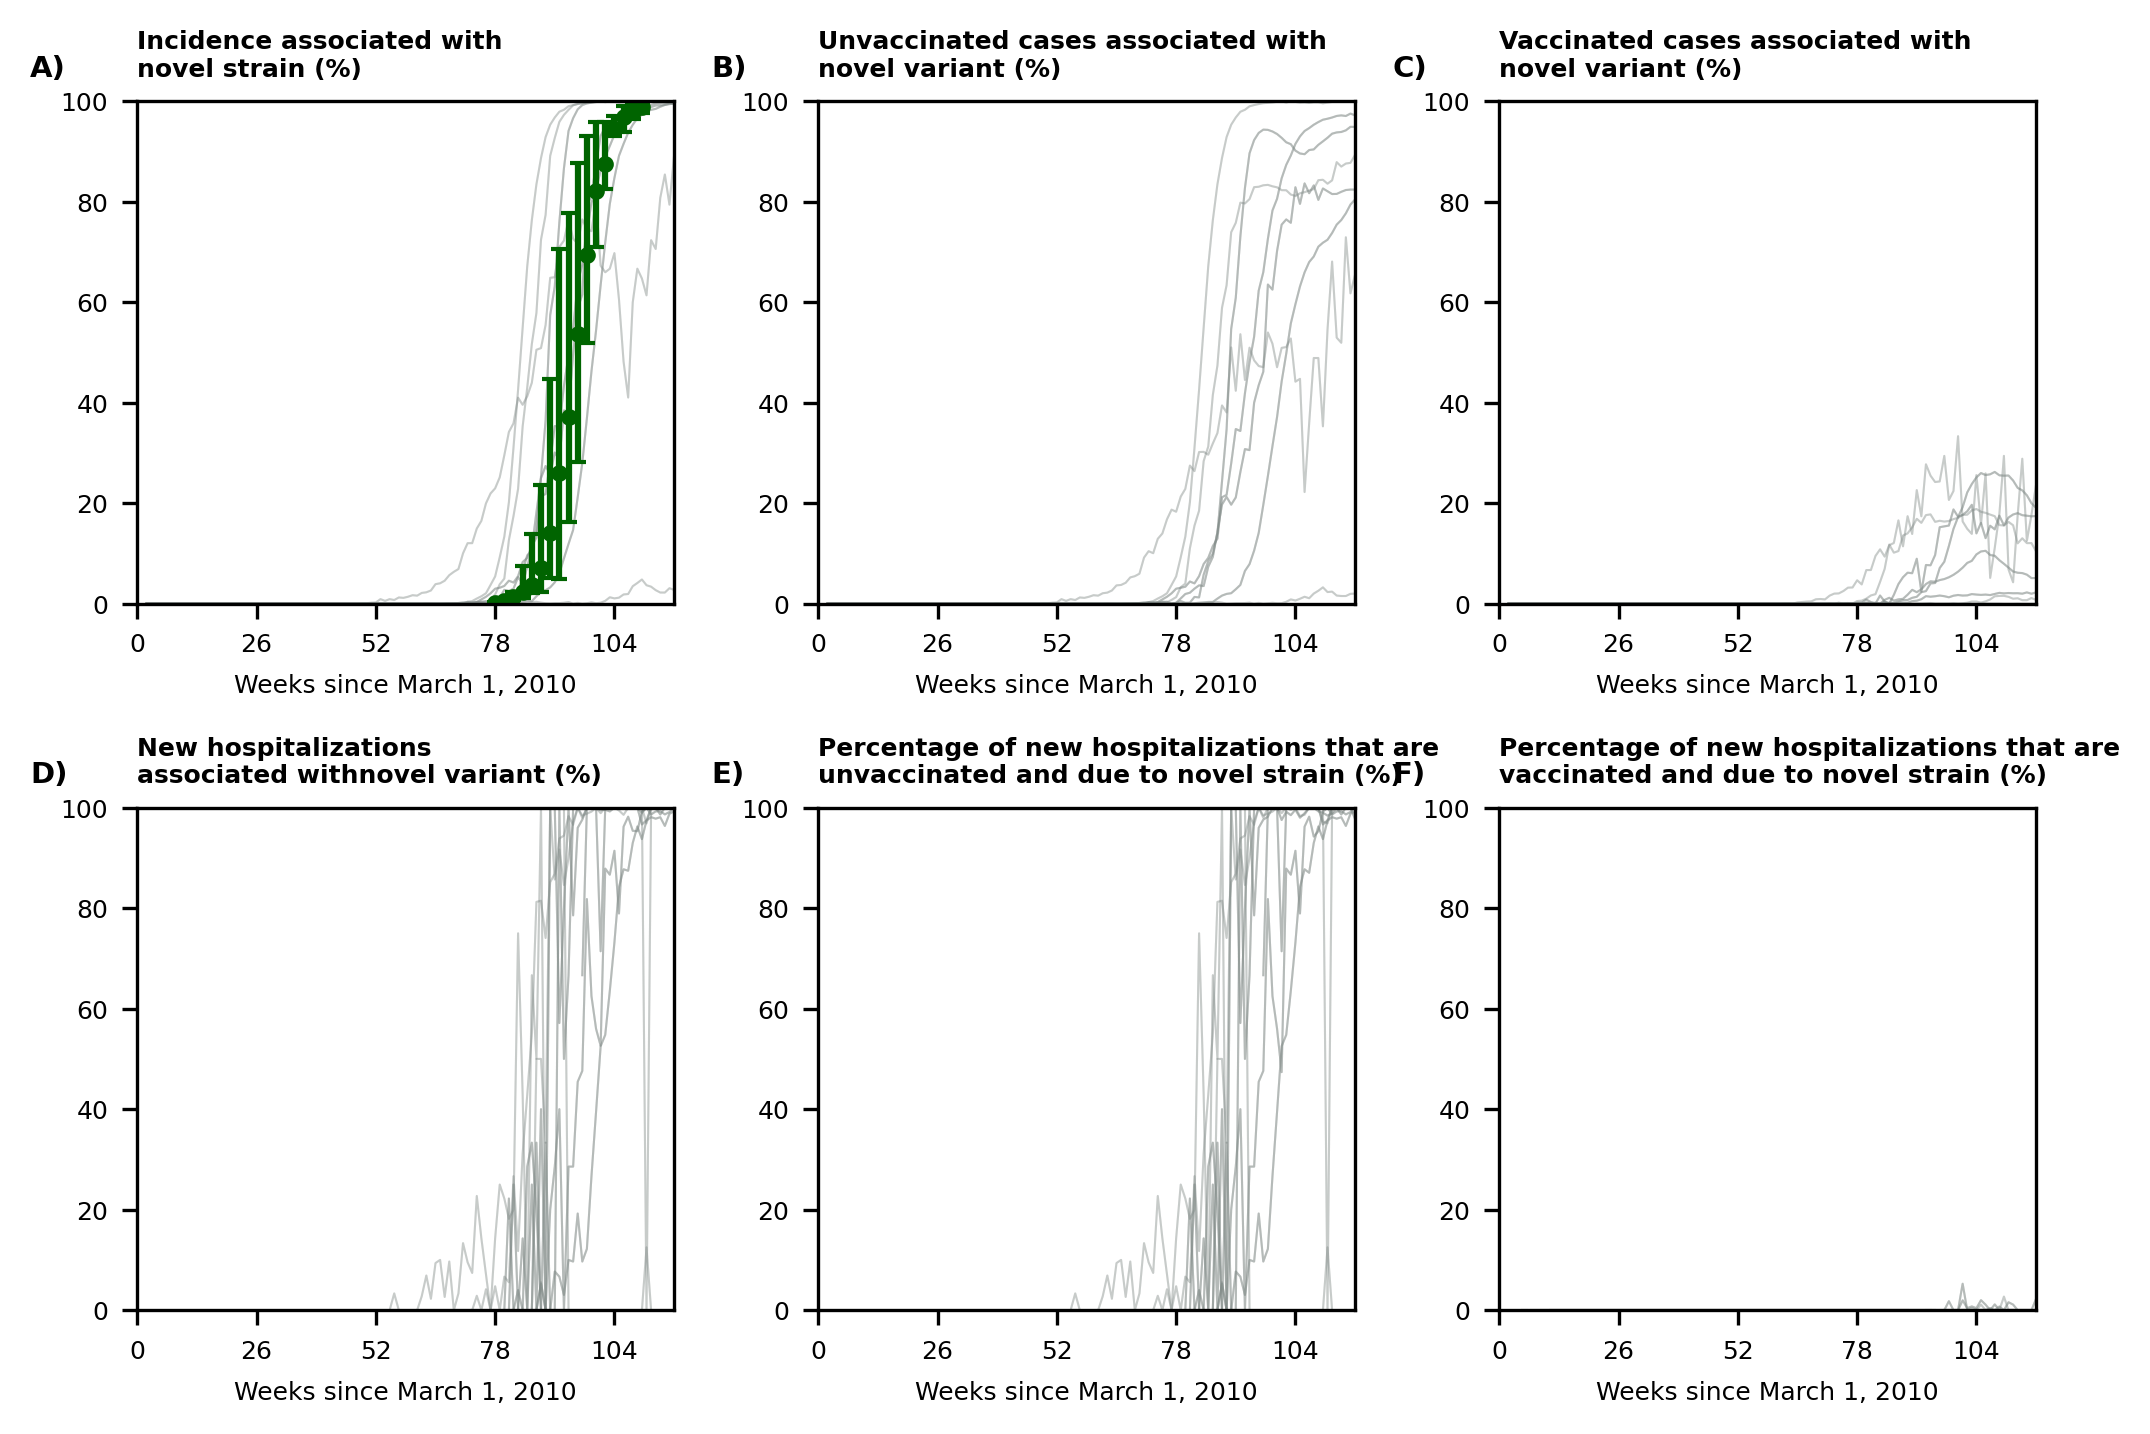 A)
Incidence associated with
novel strain (%)
100
80
60
40
20
0
0 26 52 78 104
Weeks since March 1, 2010
B)
Unvaccinated cases associated with
novel variant (%)
100
80
60
40
20
0
0 26 52 78 104
Weeks since March 1, 2010
C)
Vaccinated cases associated with
novel variant (%)
100
80
60
40
20
0
0 26 52 78 104
Weeks since March 1, 2010
D)
New hospitalizations
associated withnovel variant (%)
100
80
60
40
20
0
0 26 52 78 104
Weeks since March 1, 2010
E)
Percentage of new hospitalizations that are
unvaccinated and due to novel strain (%)
100
80
60
40
20
0
0 26 52 78 104
Weeks since March 1, 2010
F)
Percentage of new hospitalizations that are
vaccinated and due to novel strain (%)
100
80
60
40
20
0
0 26 52 78 104
Weeks since March 1, 2010